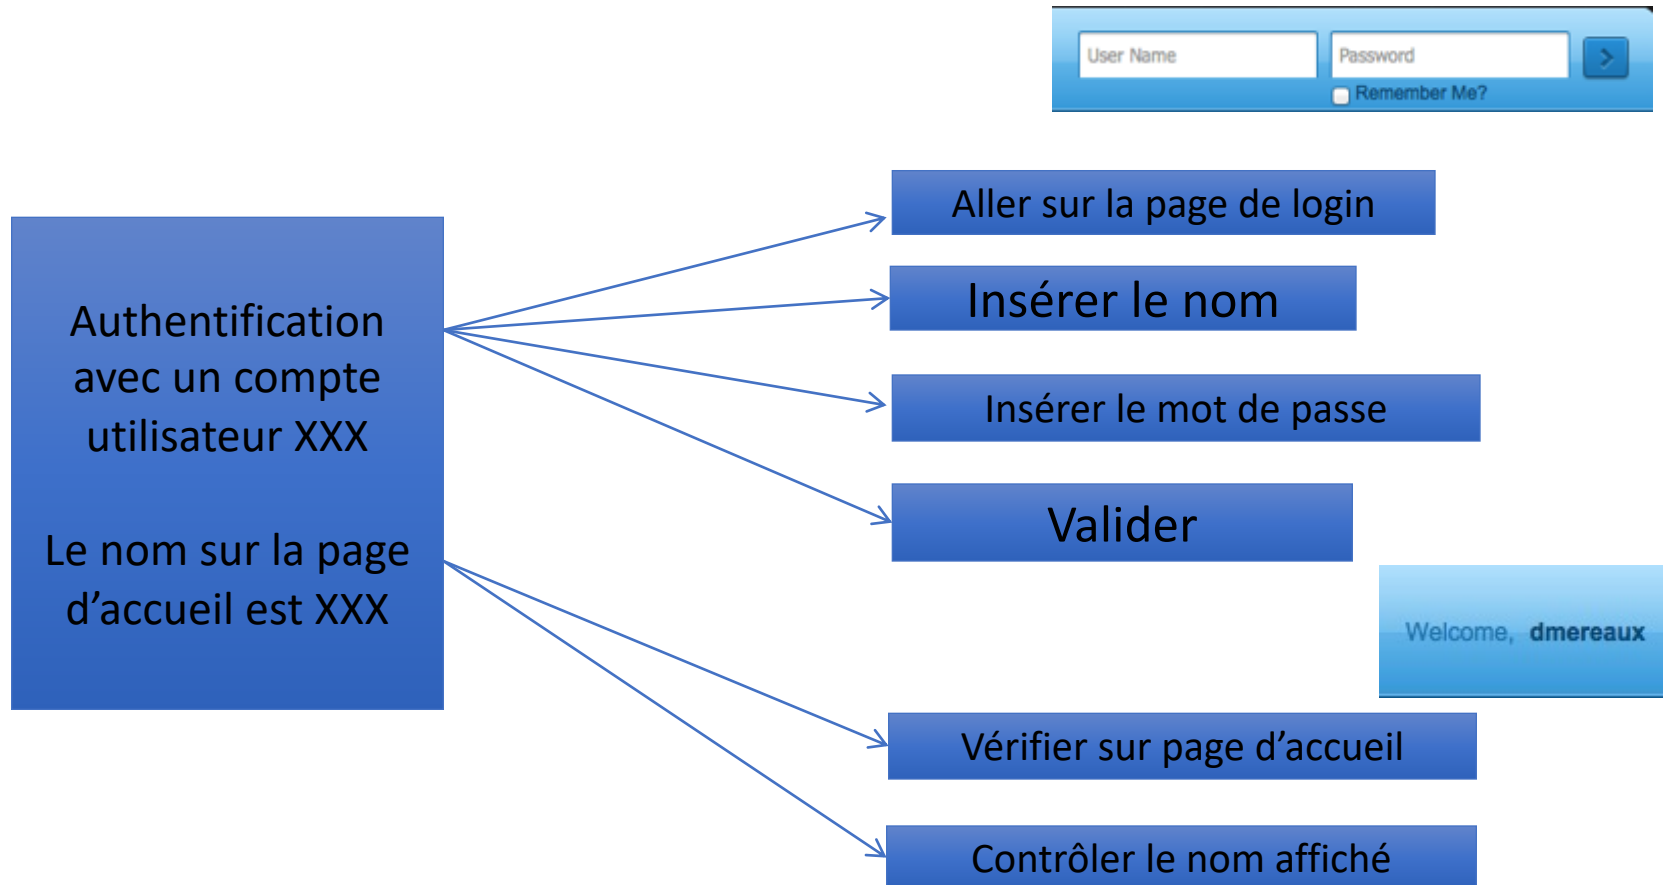 User Name
Password
>
Remember Me?
Aller sur la page de login
Insérer le nom
Insérer le mot de passe
Valider
Authentification
avec un compte
utilisateur XXX
Le nom sur la page
d’accueil est XXX
Welcome, dmereaux
Vérifier sur page d’accueil
Contrôler le nom affiché